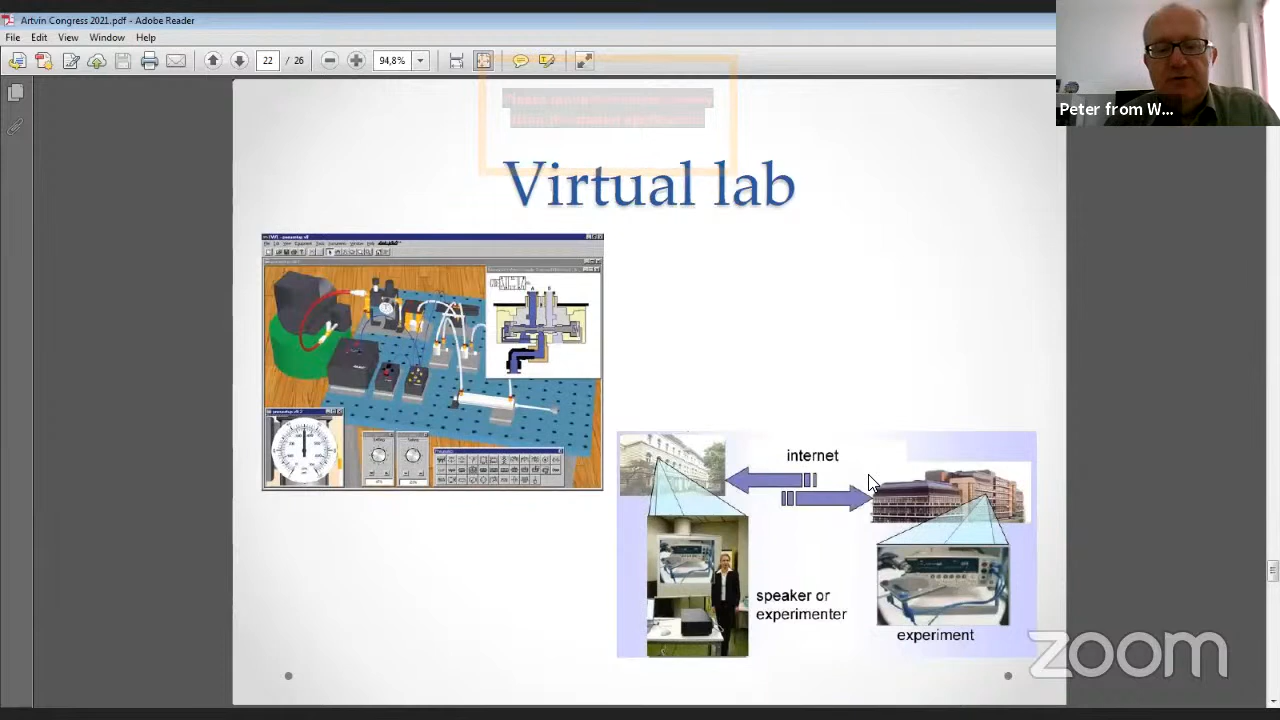 Artvin Congress 2021.pdf - Adobe Reader
File Edit View Window Help
22 / 26
94,8%
Peter from W...
Virtual lab
internet
speaker or
experimenter
experiment
zoom